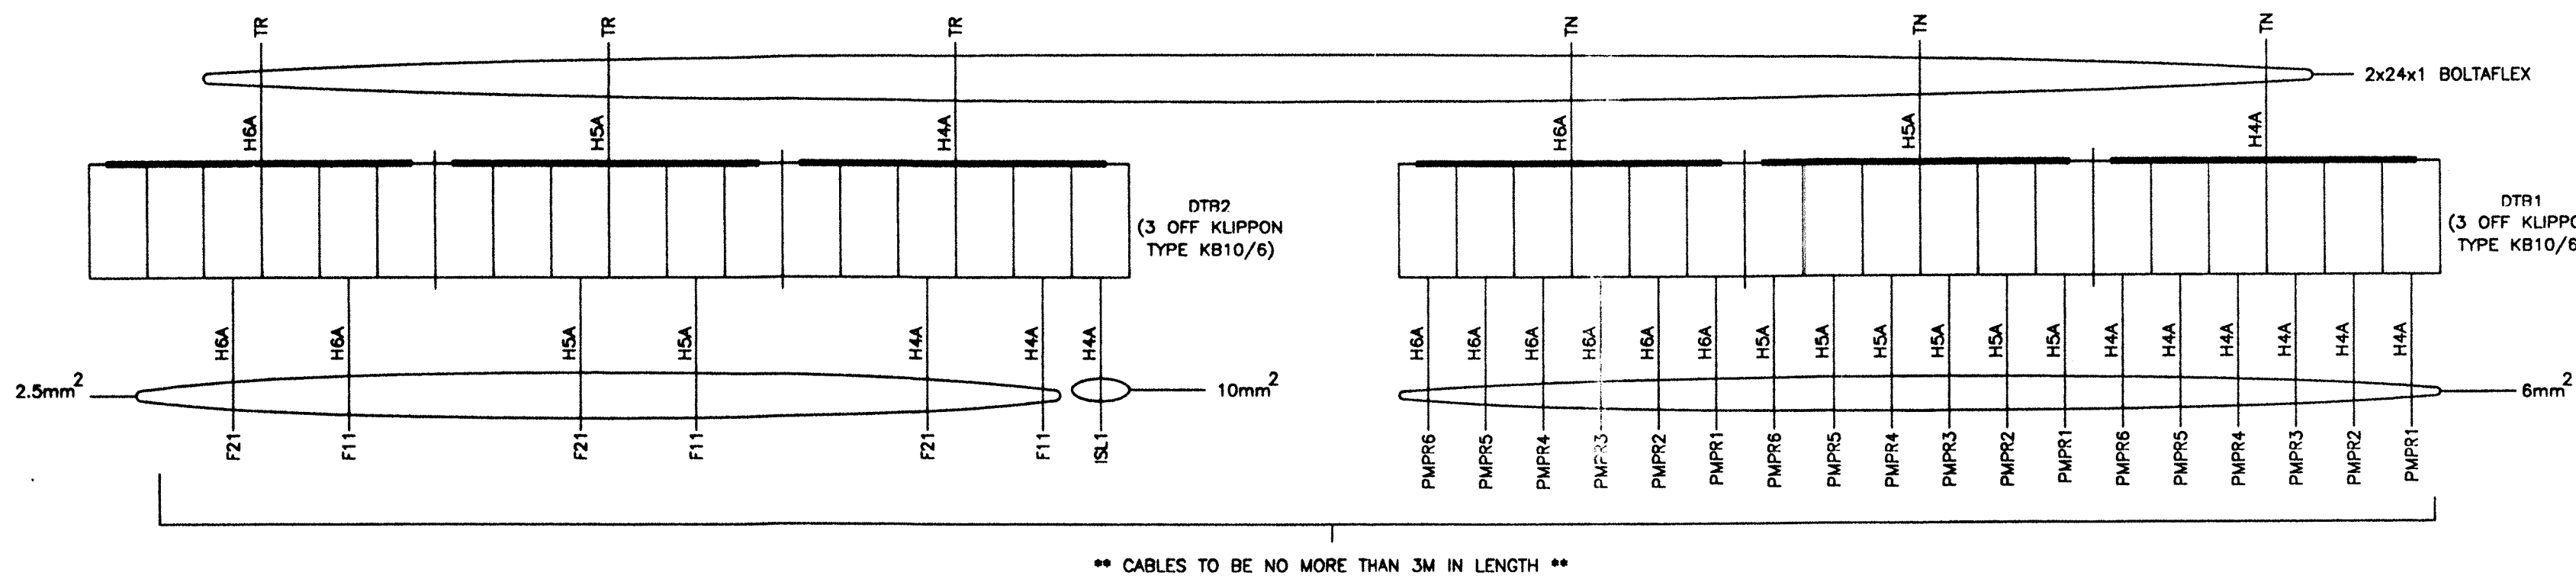 TR
TR
TR
TN
TN
TN
2x24x1 BOLTAFLEX
H6A
H5A
H4A
H6A
H5A
H4A
DTB2
(3 OFF KLIPPON
TYPE KB10/6)
DTB1
(3 OFF KLIPPO
TYPE KB10/6
H6A
H6A
H5A
H5A
H4A
H4A
H4A
H6A
H6A
H6A
H6A
H6A
H6A
H5A
H5A
H5A
H5A
H5A
H5A
H4A
H4A
H4A
H4A
H4A
H4A
2.5mm²
10mm²
6mm²
F21
F11
F21
F11
F21
F11
ISL1
PMPR6
PMPR5
PMPR4
PMPR3
PMPR2
PMPR1
PMPR6
PMPR5
PMPR4
PMPR3
PMPR2
PMPR1
PMPR6
PMPR5
PMPR4
PMPR3
PMPR2
PMPR1
** CABLES TO BE NO MORE THAN 3M IN LENGTH **